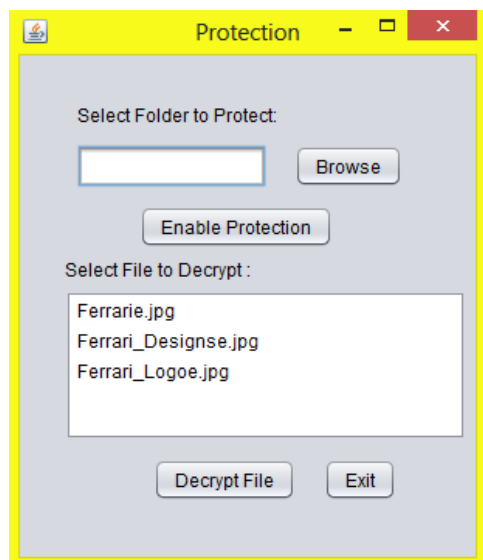 Protection
Select Folder to Protect:
Browse
Enable Protection
Select File to Decrypt :
Ferrarie.jpg
Ferrari_Designse.jpg
Ferrari_Logoe.jpg
Decrypt File Exit